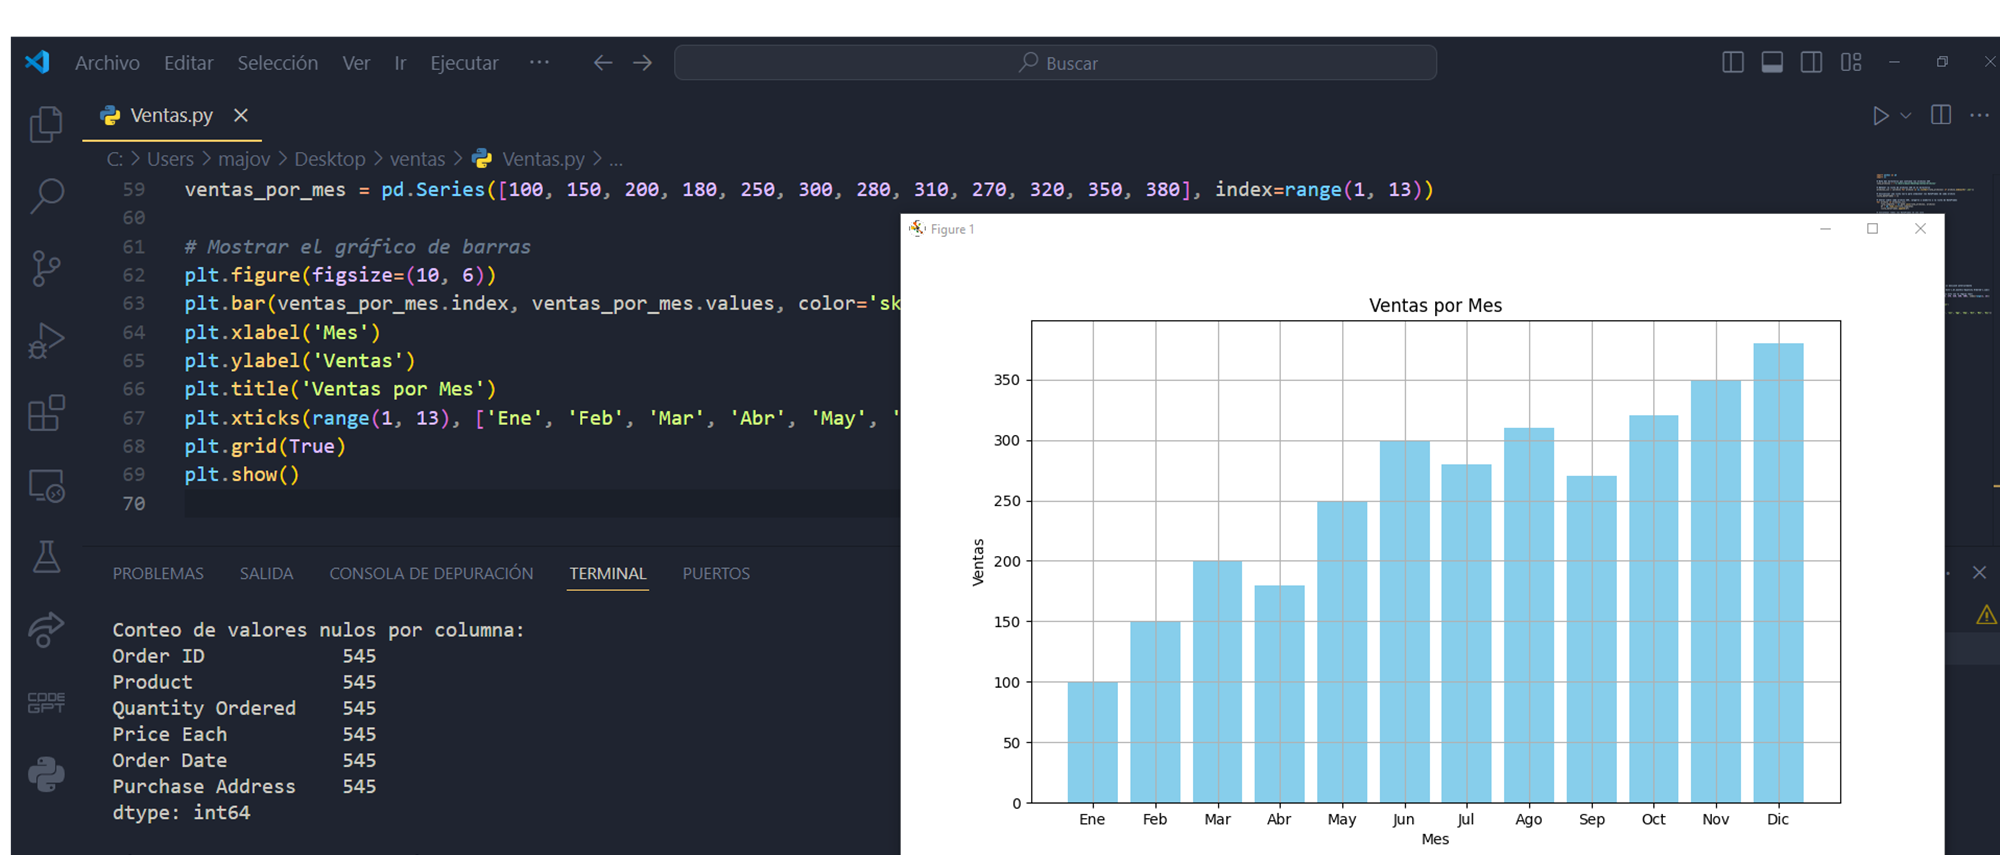 Archivo Editar Selección Ver Ir Ejecutar ··· Buscar
Ventas.py
C: > Users > majov > Desktop > ventas > Ventas.py > ...
59 ventas_por_mes = pd.Series([100, 150, 200, 180, 250, 300, 280, 310, 270, 320, 350, 380], index=range(1, 13))
60
61 # Mostrar el gráfico de barras
62 plt.figure(figsize=(10, 6))
63 plt.bar(ventas_por_mes.index, ventas_por_mes.values, color='sk
64 plt.xlabel('Mes')
65 plt.ylabel('Ventas')
66 plt.title('Ventas por Mes')
67 plt.xticks(range(1, 13), ['Ene', 'Feb', 'Mar', 'Abr', 'May', '
68 plt.grid(True)
69 plt.show()
70
PROBLEMAS SALIDA CONSOLA DE DEPURACIÓN TERMINAL PUERTOS
Conteo de valores nulos por columna:
Order ID 545
Product 545
Quantity Ordered 545
Price Each 545
Order Date 545
Purchase Address 545
dtype: int64
CODE
GPT
Figure 1
Ventas por Mes
350
300
250
200
150
100
50
0
Ventas
Ene Feb Mar Abr May Jun Jul Ago Sep Oct Nov Dic
Mes